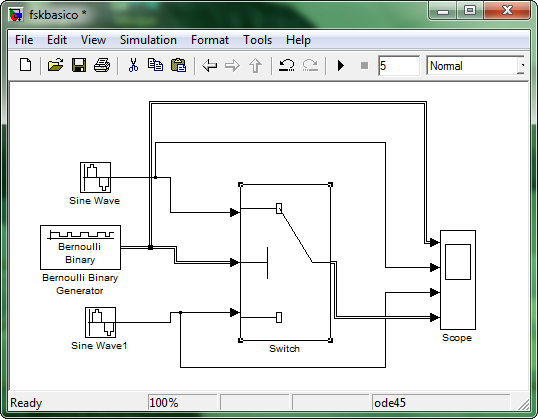 fskbasico *
File Edit View Simulation Format Tools Help
5 Normal
Sine Wave
Bernoulli
Binary
Bernoulli Binary
Generator
Sine Wave1
Switch
Scope
Ready 100% ode45